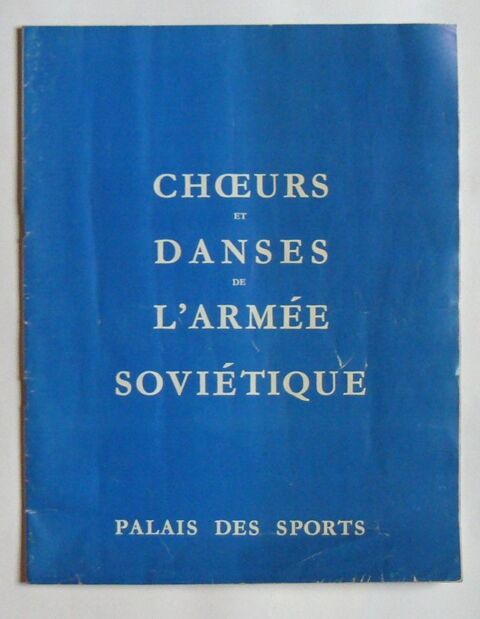 CHŒURS
ET
DANSES
DE
L'ARMÉE
SOVIÉTIQUE
PALAIS DES SPORTS